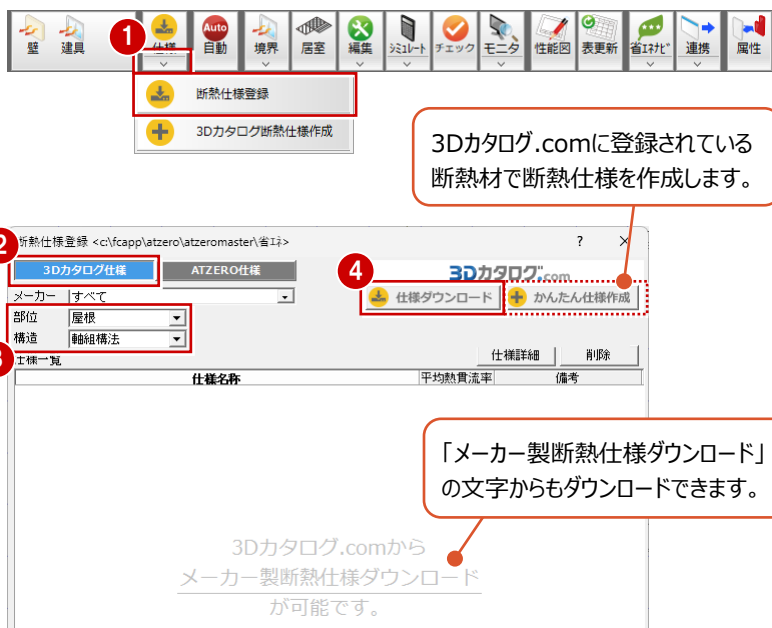 壁 建具 仕様 Auto 自動 境界 居室 編集 ｼﾐｭﾚｰﾄ チェック モニタ 性能図 表更新 省ｴﾈﾅﾋﾞ 連携 属性
1
断熱仕様登録
3Dカタログ断熱仕様作成
3Dカタログ.comに登録されている
断熱材で断熱仕様を作成します。
2
断熱仕様登録 <c:\fcapp\atzero\atzeromaster\省ｴﾈ> ? ×
3Dカタログ仕様 ATZERO仕様
4
3Dカタログ.com
メーカー すべて
仕様ダウンロード かんたん仕様作成
部位 屋根
構造 軸組構法
3
仕様一覧
仕様詳細 削除
仕様名称 平均熱貫流率 備考
「メーカー製断熱仕様ダウンロード」
の文字からもダウンロードできます。
3Dカタログ.comから
メーカー製断熱仕様ダウンロード
が可能です。